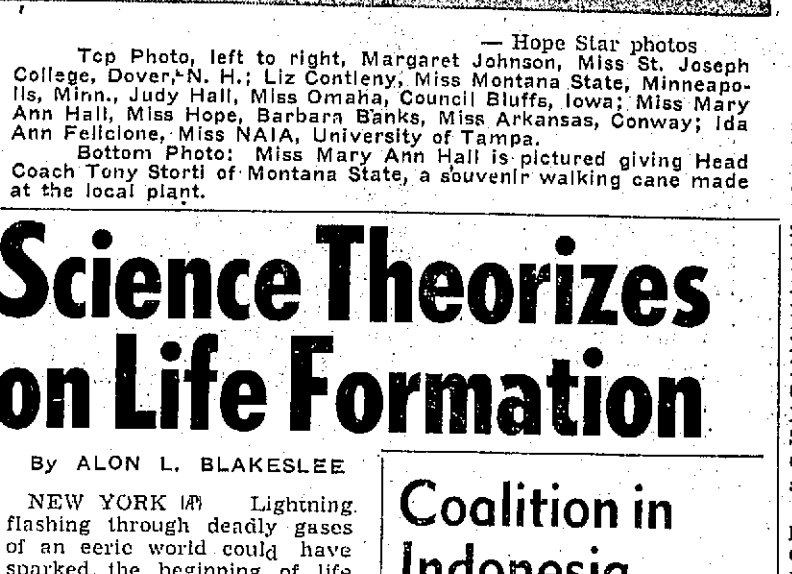 — Hope Star photos
Top Photo, left to right, Margaret Johnson, Miss St. Joseph
College, Dover, N. H.; Liz Contleny, Miss Montana State, Minneapo-
lis, Minn., Judy Hall, Miss Omaha, Council Bluffs, Iowa; Miss Mary
Ann Hall, Miss Hope, Barbara Banks, Miss Arkansas, Conway; Ida
Ann Felicione, Miss NAIA, University of Tampa.
Bottom Photo: Miss Mary Ann Hall is pictured giving Head
Coach Tony Storti of Montana State, a souvenir walking cane made
at the local plant.
Science Theorizes
on Life Formation
By ALON L. BLAKESLEE
NEW YORK (AP) Lightning
flashing through deadly gases
of an eerie world could have
sparked the beginning of life
Coalition in
Indonesia